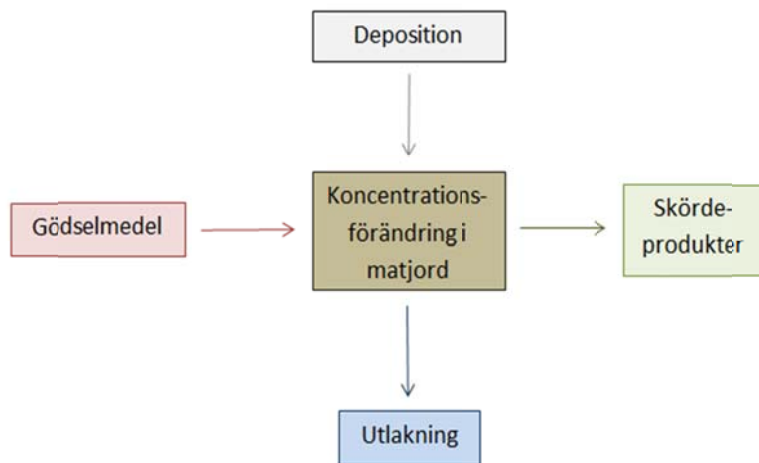 Deposition
Gödselmedel
Koncentrations-
förändring i
matjord
Skörde-
produkter
Utlakning